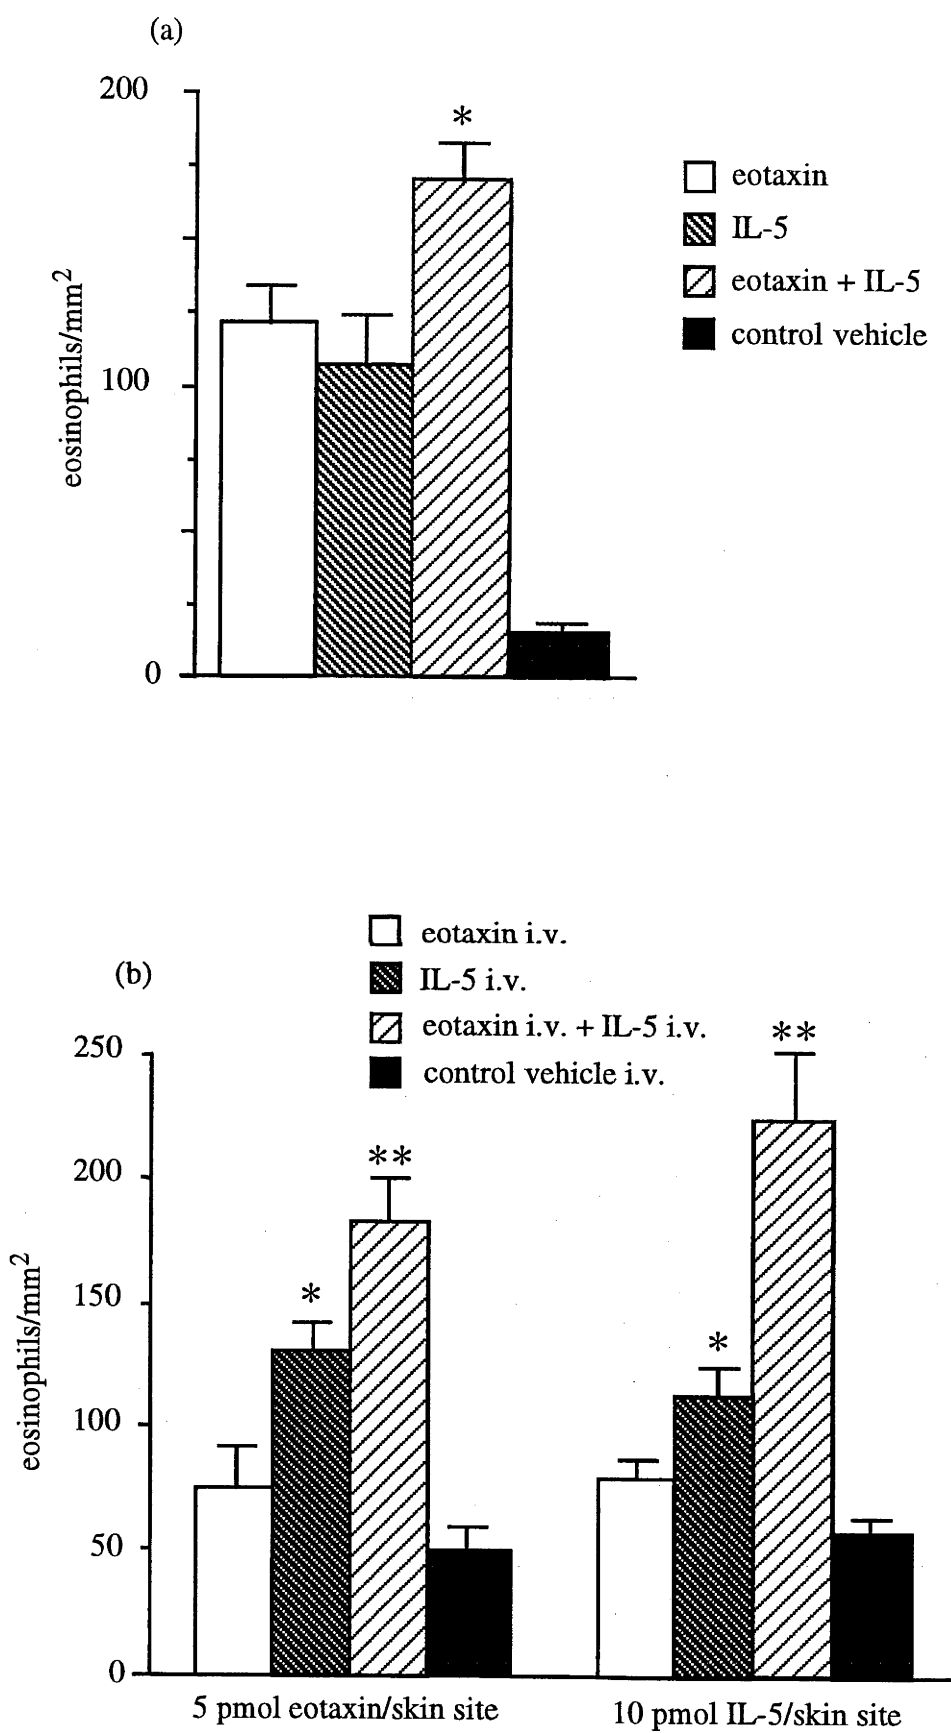 (a)
200
100
0
eosinophils/mm²
*
eotaxin
IL-5
eotaxin + IL-5
control vehicle
(b)
eotaxin i.v.
IL-5 i.v.
eotaxin i.v. + IL-5 i.v.
control vehicle i.v.
250
200
150
100
50
0
eosinophils/mm²
*
**
*
**
5 pmol eotaxin/skin site
10 pmol IL-5/skin site